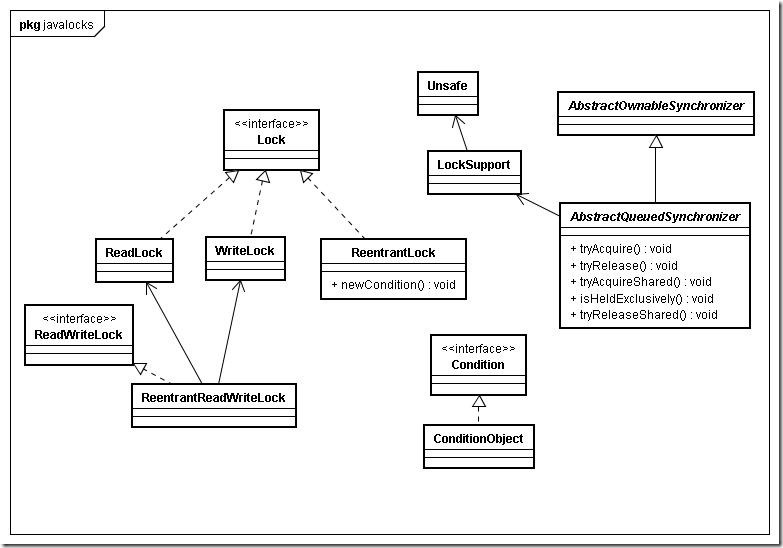 pkg javalocks
Unsafe
AbstractOwnableSynchronizer
<<interface>>
Lock
LockSupport
AbstractQueuedSynchronizer
+ tryAcquire() : void
+ tryRelease() : void
+ tryAcquireShared() : void
+ isHeldExclusively() : void
+ tryReleaseShared() : void
ReadLock
WriteLock
ReentrantLock
+ newCondition() : void
<<interface>>
ReadWriteLock
<<interface>>
Condition
ReentrantReadWriteLock
ConditionObject